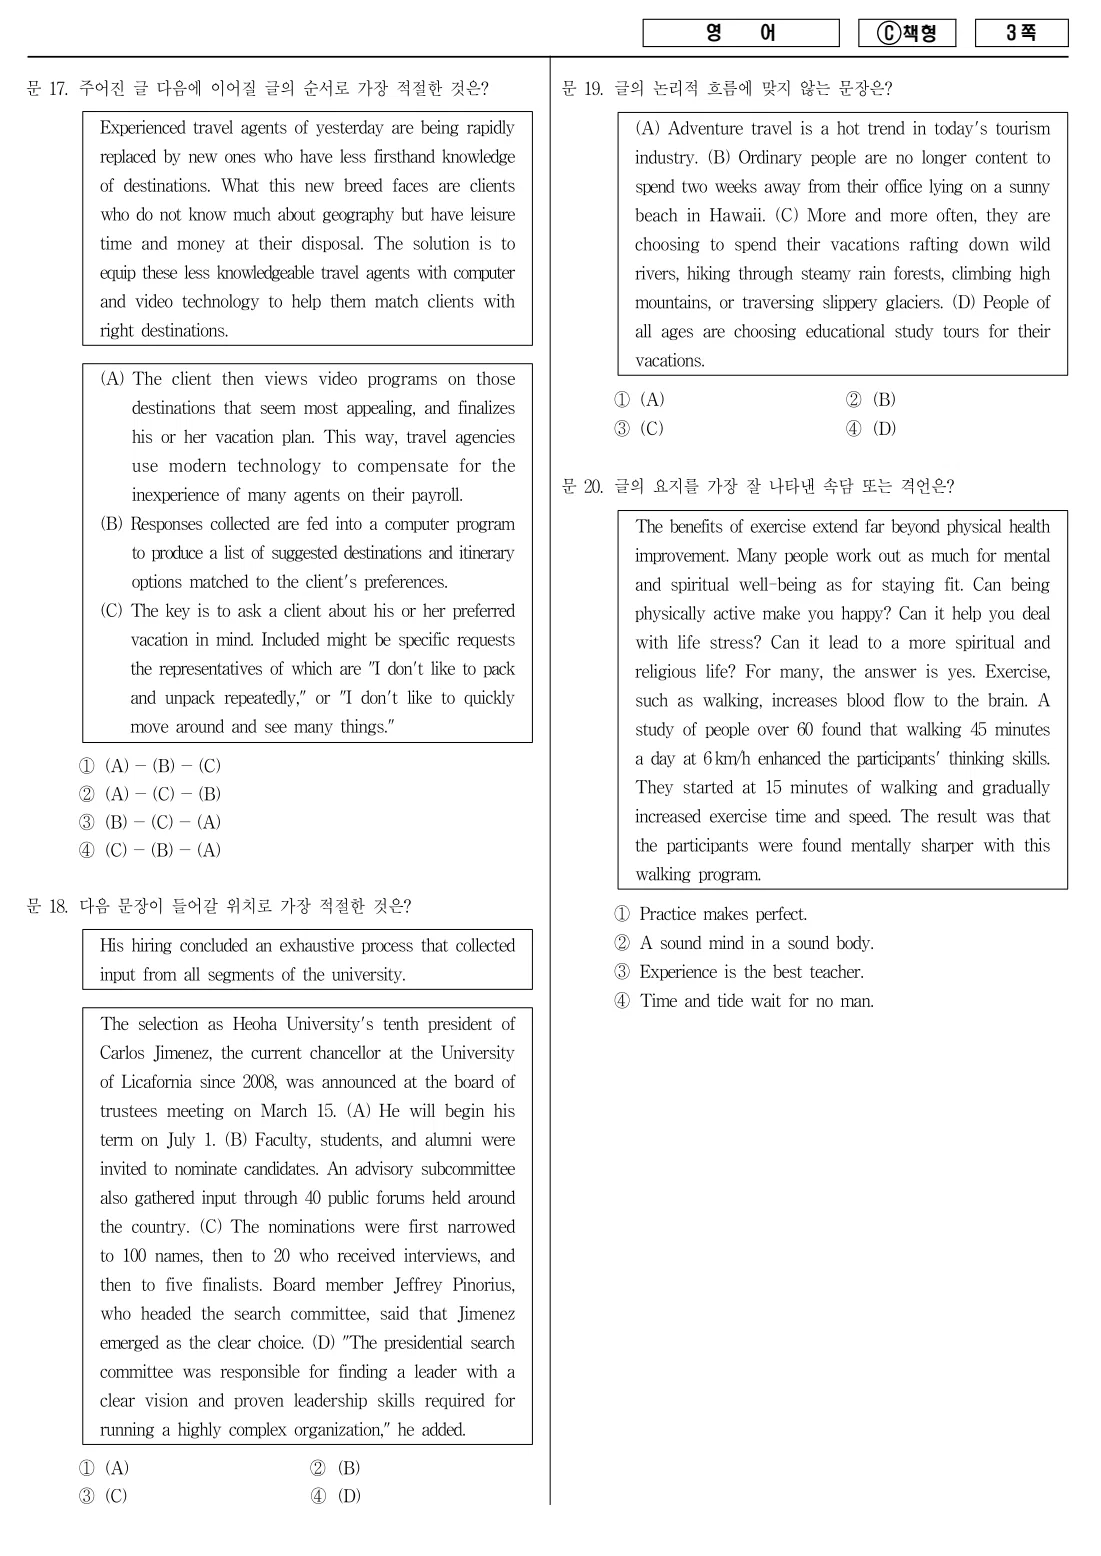 영 어
Ⓒ책형
3쪽
문 17. 주어진 글 다음에 이어질 글의 순서로 가장 적절한 것은?
Experienced travel agents of yesterday are being rapidly
replaced by new ones who have less firsthand knowledge
of destinations. What this new breed faces are clients
who do not know much about geography but have leisure
time and money at their disposal. The solution is to
equip these less knowledgeable travel agents with computer
and video technology to help them match clients with
right destinations.
(A) The client then views video programs on those
destinations that seem most appealing, and finalizes
his or her vacation plan. This way, travel agencies
use modern technology to compensate for the
inexperience of many agents on their payroll.
(B) Responses collected are fed into a computer program
to produce a list of suggested destinations and itinerary
options matched to the client's preferences.
(C) The key is to ask a client about his or her preferred
vacation in mind. Included might be specific requests
the representatives of which are "I don't like to pack
and unpack repeatedly," or "I don't like to quickly
move around and see many things."
① (A) - (B) - (C)
② (A) - (C) - (B)
③ (B) - (C) - (A)
④ (C) - (B) - (A)
문 18. 다음 문장이 들어갈 위치로 가장 적절한 것은?
His hiring concluded an exhaustive process that collected
input from all segments of the university.
The selection as Heoha University's tenth president of
Carlos Jimenez, the current chancellor at the University
of Licafornia since 2008, was announced at the board of
trustees meeting on March 15. (A) He will begin his
term on July 1. (B) Faculty, students, and alumni were
invited to nominate candidates. An advisory subcommittee
also gathered input through 40 public forums held around
the country. (C) The nominations were first narrowed
to 100 names, then to 20 who received interviews, and
then to five finalists. Board member Jeffrey Pinorius,
who headed the search committee, said that Jimenez
emerged as the clear choice. (D) "The presidential search
committee was responsible for finding a leader with a
clear vision and proven leadership skills required for
running a highly complex organization," he added.
① (A) ② (B)
③ (C) ④ (D)
문 19. 글의 논리적 흐름에 맞지 않는 문장은?
(A) Adventure travel is a hot trend in today's tourism
industry. (B) Ordinary people are no longer content to
spend two weeks away from their office lying on a sunny
beach in Hawaii. (C) More and more often, they are
choosing to spend their vacations rafting down wild
rivers, hiking through steamy rain forests, climbing high
mountains, or traversing slippery glaciers. (D) People of
all ages are choosing educational study tours for their
vacations.
① (A) ② (B)
③ (C) ④ (D)
문 20. 글의 요지를 가장 잘 나타낸 속담 또는 격언은?
The benefits of exercise extend far beyond physical health
improvement. Many people work out as much for mental
and spiritual well-being as for staying fit. Can being
physically active make you happy? Can it help you deal
with life stress? Can it lead to a more spiritual and
religious life? For many, the answer is yes. Exercise,
such as walking, increases blood flow to the brain. A
study of people over 60 found that walking 45 minutes
a day at 6 km/h enhanced the participants' thinking skills.
They started at 15 minutes of walking and gradually
increased exercise time and speed. The result was that
the participants were found mentally sharper with this
walking program.
① Practice makes perfect.
② A sound mind in a sound body.
③ Experience is the best teacher.
④ Time and tide wait for no man.